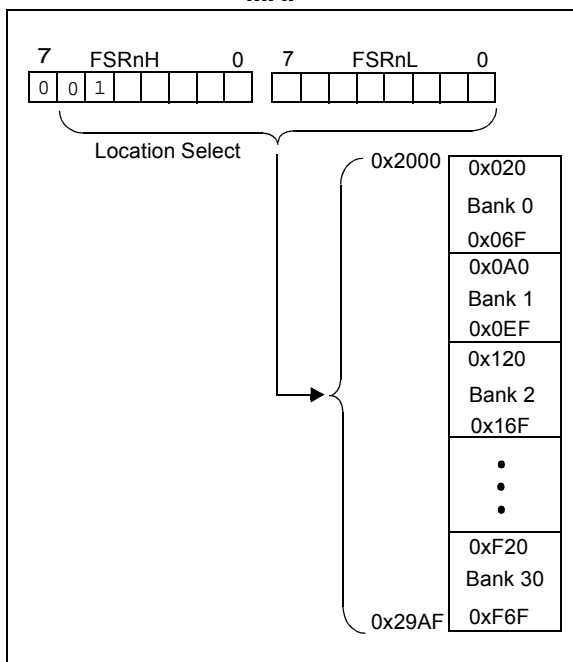 7 FSRnH 0 7 FSRnL 0
0 0 1
Location Select
0x2000
0x020
Bank 0
0x06F
0x0A0
Bank 1
0x0EF
0x120
Bank 2
0x16F
0xF20
Bank 30
0x29AF 0xF6F